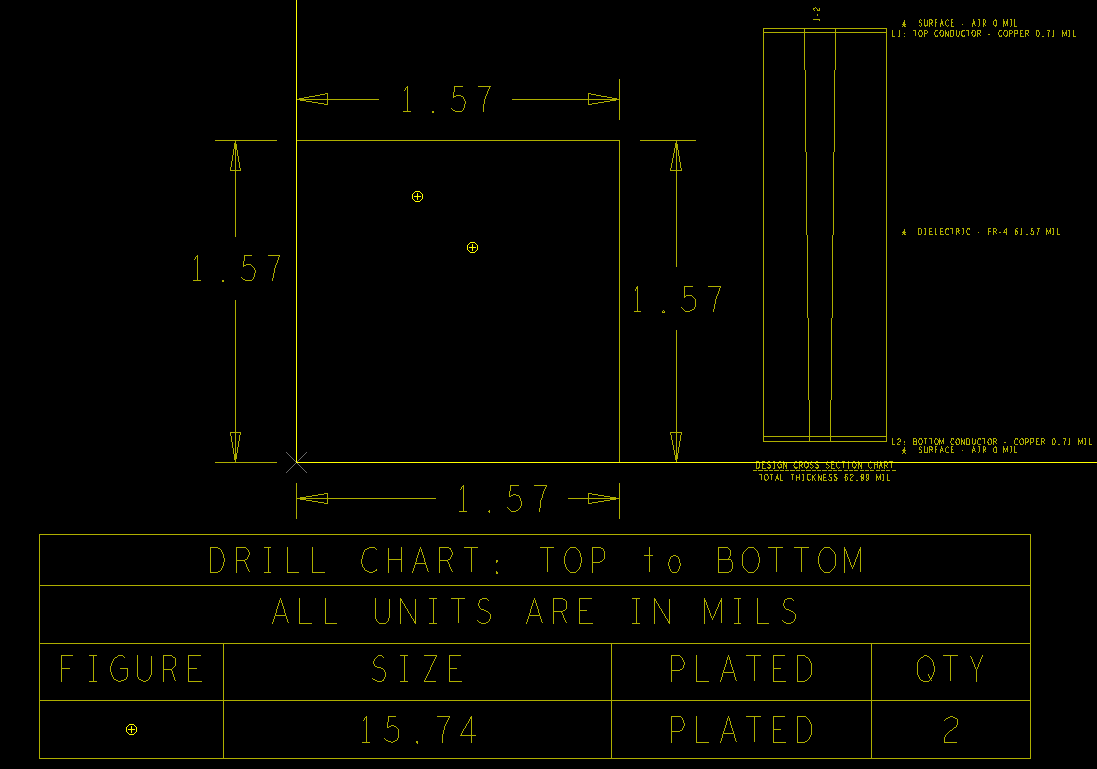 1-2
SURFACE - AIR 0 MIL
L1: TOP CONDUCTOR - COPPER 0.71 MIL
1.57
DIELECTRIC - FR-4 61.57 MIL
1.57
1.57
L2: BOTTOM CONDUCTOR - COPPER 0.71 MIL
SURFACE - AIR 0 MIL
DESIGN CROSS SECTION CHART
TOTAL THICKNESS 62.99 MIL
1.57
DRILL CHART: TOP to BOTTOM
ALL UNITS ARE IN MILS
FIGURE SIZE PLATED QTY
15.74 PLATED 2